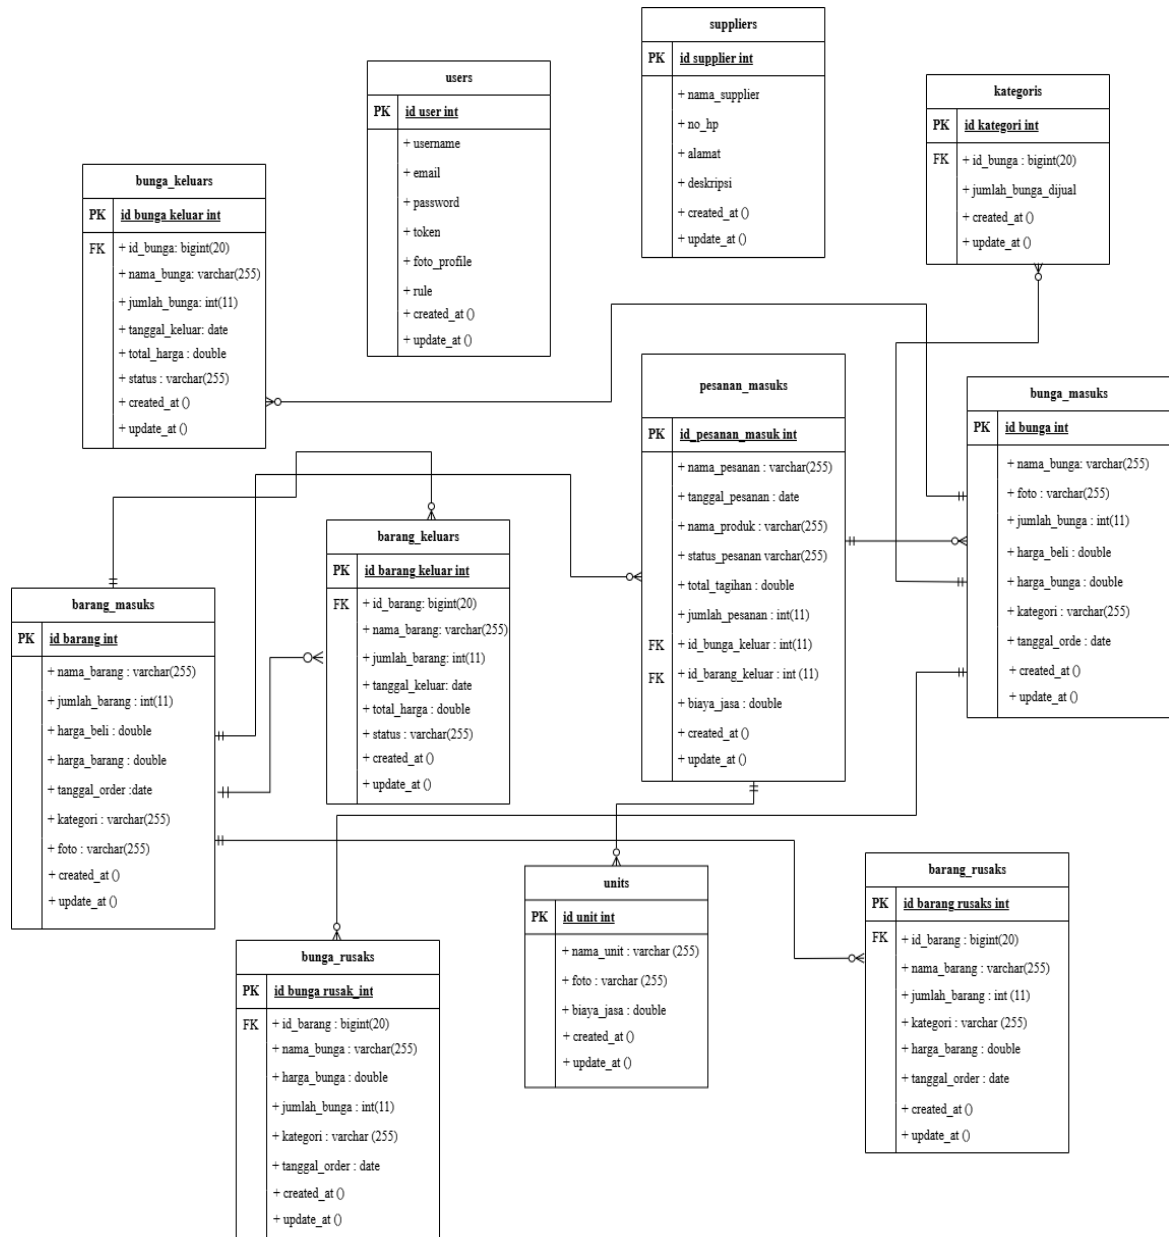 suppliers
PK id supplier int
+ nama_supplier
+ no_hp
+ alamat
+ deskripsi
+ created_at ()
+ update_at ()
users
PK id user int
+ username
+ email
+ password
+ token
+ foto_profile
+ rule
+ created_at ()
+ update_at ()
kategoris
PK id kategori int
FK + id_bunga : bigint(20)
+ jumlah_bunga_dijual
+ created_at ()
+ update_at ()
bunga_keluars
PK id bunga keluar int
FK + id_bunga: bigint(20)
+ nama_bunga: varchar(255)
+ jumlah_bunga: int(11)
+ tanggal_keluar: date
+ total_harga : double
+ status : varchar(255)
+ created_at ()
+ update_at ()
pesanan_masuks
PK id_pesanan_masuk int
+ nama_pesanan : varchar(255)
+ tanggal_pesanan : date
+ nama_produk : varchar(255)
+ status_pesanan varchar(255)
+ total_tagihan : double
+ jumlah_pesanan : int(11)
FK + id_bunga_keluar : int(11)
FK + id_barang_keluar : int (11)
+ biaya_jasa : double
+ created_at ()
+ update_at ()
bunga_masuks
PK id bunga int
+ nama_bunga: varchar(255)
+ foto : varchar(255)
+ jumlah_bunga : int(11)
+ harga_beli : double
+ harga_bunga : double
+ kategori : varchar(255)
+ tanggal_orde : date
+ created_at ()
+ update_at ()
barang_keluars
PK id barang keluar int
FK + id_barang: bigint(20)
+ nama_barang: varchar(255)
+ jumlah_barang: int(11)
+ tanggal_keluar: date
+ total_harga : double
+ status : varchar(255)
+ created_at ()
+ update_at ()
barang_masuks
PK id barang int
+ nama_barang : varchar(255)
+ jumlah_barang : int(11)
+ harga_beli : double
+ harga_barang : double
+ tanggal_order :date
+ kategori : varchar(255)
+ foto : varchar(255)
+ created_at ()
+ update_at ()
units
PK id unit int
+ nama_unit : varchar (255)
+ foto : varchar (255)
+ biaya_jasa : double
+ created_at ()
+ update_at ()
barang_rusaks
PK id barang rusaks int
FK + id_barang : bigint(20)
+ nama_barang : varchar(255)
+ jumlah_barang : int (11)
+ kategori : varchar (255)
+ harga_barang : double
+ tanggal_order : date
+ created_at ()
+ update_at ()
bunga_rusaks
PK id bunga rusak_int
FK + id_barang : bigint(20)
+ nama_bunga : varchar(255)
+ harga_bunga : double
+ jumlah_bunga : int(11)
+ kategori : varchar (255)
+ tanggal_order : date
+ created_at ()
+ update_at ()